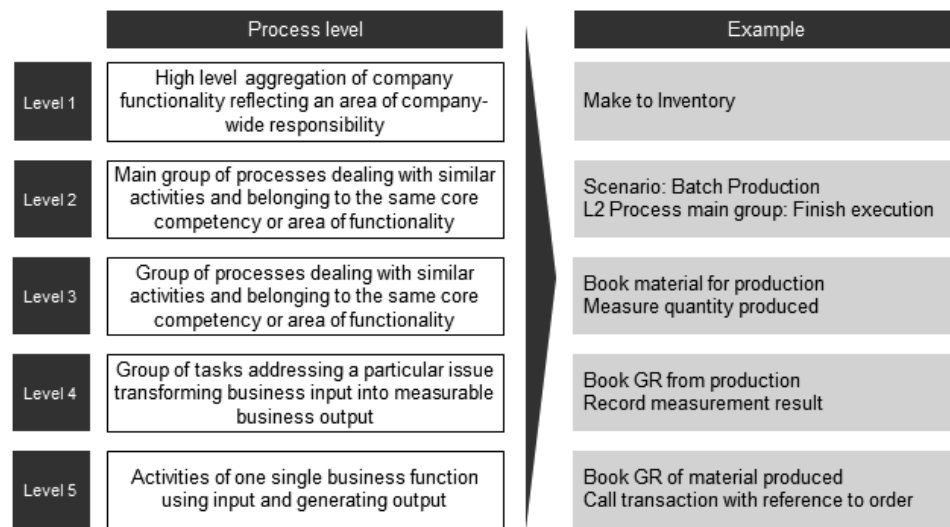 Process level
Example
Level 1
High level aggregation of company
functionality reflecting an area of company-
wide responsibility
Make to Inventory
Level 2
Main group of processes dealing with similar
activities and belonging to the same core
competency or area of functionality
Scenario: Batch Production
L2 Process main group: Finish execution
Level 3
Group of processes dealing with similar
activities and belonging to the same core
competency or area of functionality
Book material for production
Measure quantity produced
Level 4
Group of tasks addressing a particular issue
transforming business input into measurable
business output
Book GR from production
Record measurement result
Level 5
Activities of one single business function
using input and generating output
Book GR of material produced
Call transaction with reference to order